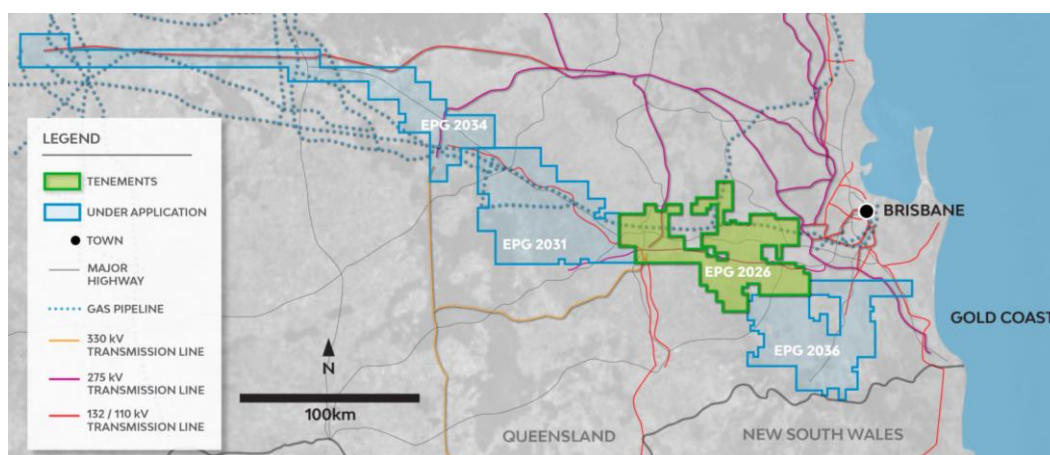 LEGEND
TENEMENTS
UNDER APPLICATION
TOWN
MAJOR
HIGHWAY
GAS PIPELINE
330 kV
TRANSMISSION LINE
275 kV
TRANSMISSION LINE
132 / 110 kV
TRANSMISSION LINE
N
100km
EPG 2034
EPG 2031
EPG 2026
EPG 2036
BRISBANE
GOLD COAST
QUEENSLAND
NEW SOUTH WALES